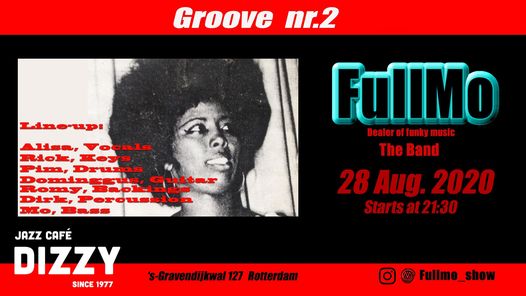 Groove nr.2
Line-up:
Alisa, Vocals
Rick, Keys
Pim, Drums
Dominggus, Guitar
Romy, Backings
Dirk, Percussion
Mo, Bass
FullMo
Dealer of funky music
The Band
28 Aug. 2020
Starts at 21:30
JAZZ CAFÉ
DIZZY
SINCE 1977
's-Gravendijkwal 127 Rotterdam
Fullmo_show